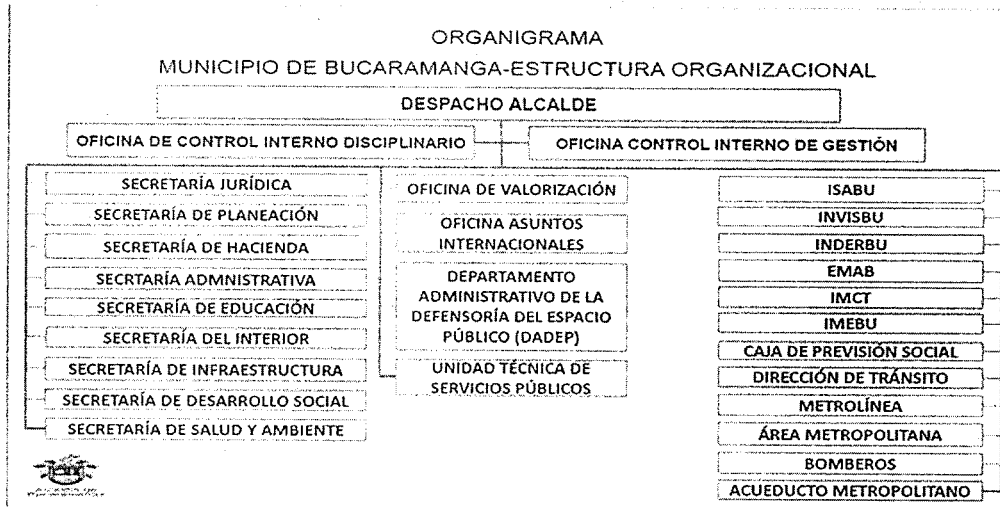 ORGANIGRAMA
MUNICIPIO DE BUCARAMANGA-ESTRUCTURA ORGANIZACIONAL
DESPACHO ALCALDE
OFICINA DE CONTROL INTERNO DISCIPLINARIO
OFICINA CONTROL INTERNO DE GESTIÓN
SECRETARÍA JURÍDICA
SECRETARÍA DE PLANEACIÓN
SECRETARÍA DE HACIENDA
SECRTARÍA ADMNISTRATIVA
SECRETARÍA DE EDUCACIÓN
SECRETARÍA DEL INTERIOR
SECRETARÍA DE INFRAESTRUCTURA
SECRETARÍA DE DESARROLLO SOCIAL
SECRETARÍA DE SALUD Y AMBIENTE
OFICINA DE VALORIZACIÓN
OFICINA ASUNTOS
INTERNACIONALES
DEPARTAMENTO
ADMINISTRATIVO DE LA
DEFENSORÍA DEL ESPACIO
PÚBLICO (DADEP)
UNIDAD TÉCNICA DE
SERVICIOS PÚBLICOS
ISABU
INVISBU
INDERBU
EMAB
IMCT
IMEBU
CAJA DE PREVISIÓN SOCIAL
DIRECCIÓN DE TRÁNSITO
METROLÍNEA
ÁREA METROPOLITANA
BOMBEROS
ACUEDUCTO METROPOLITANO